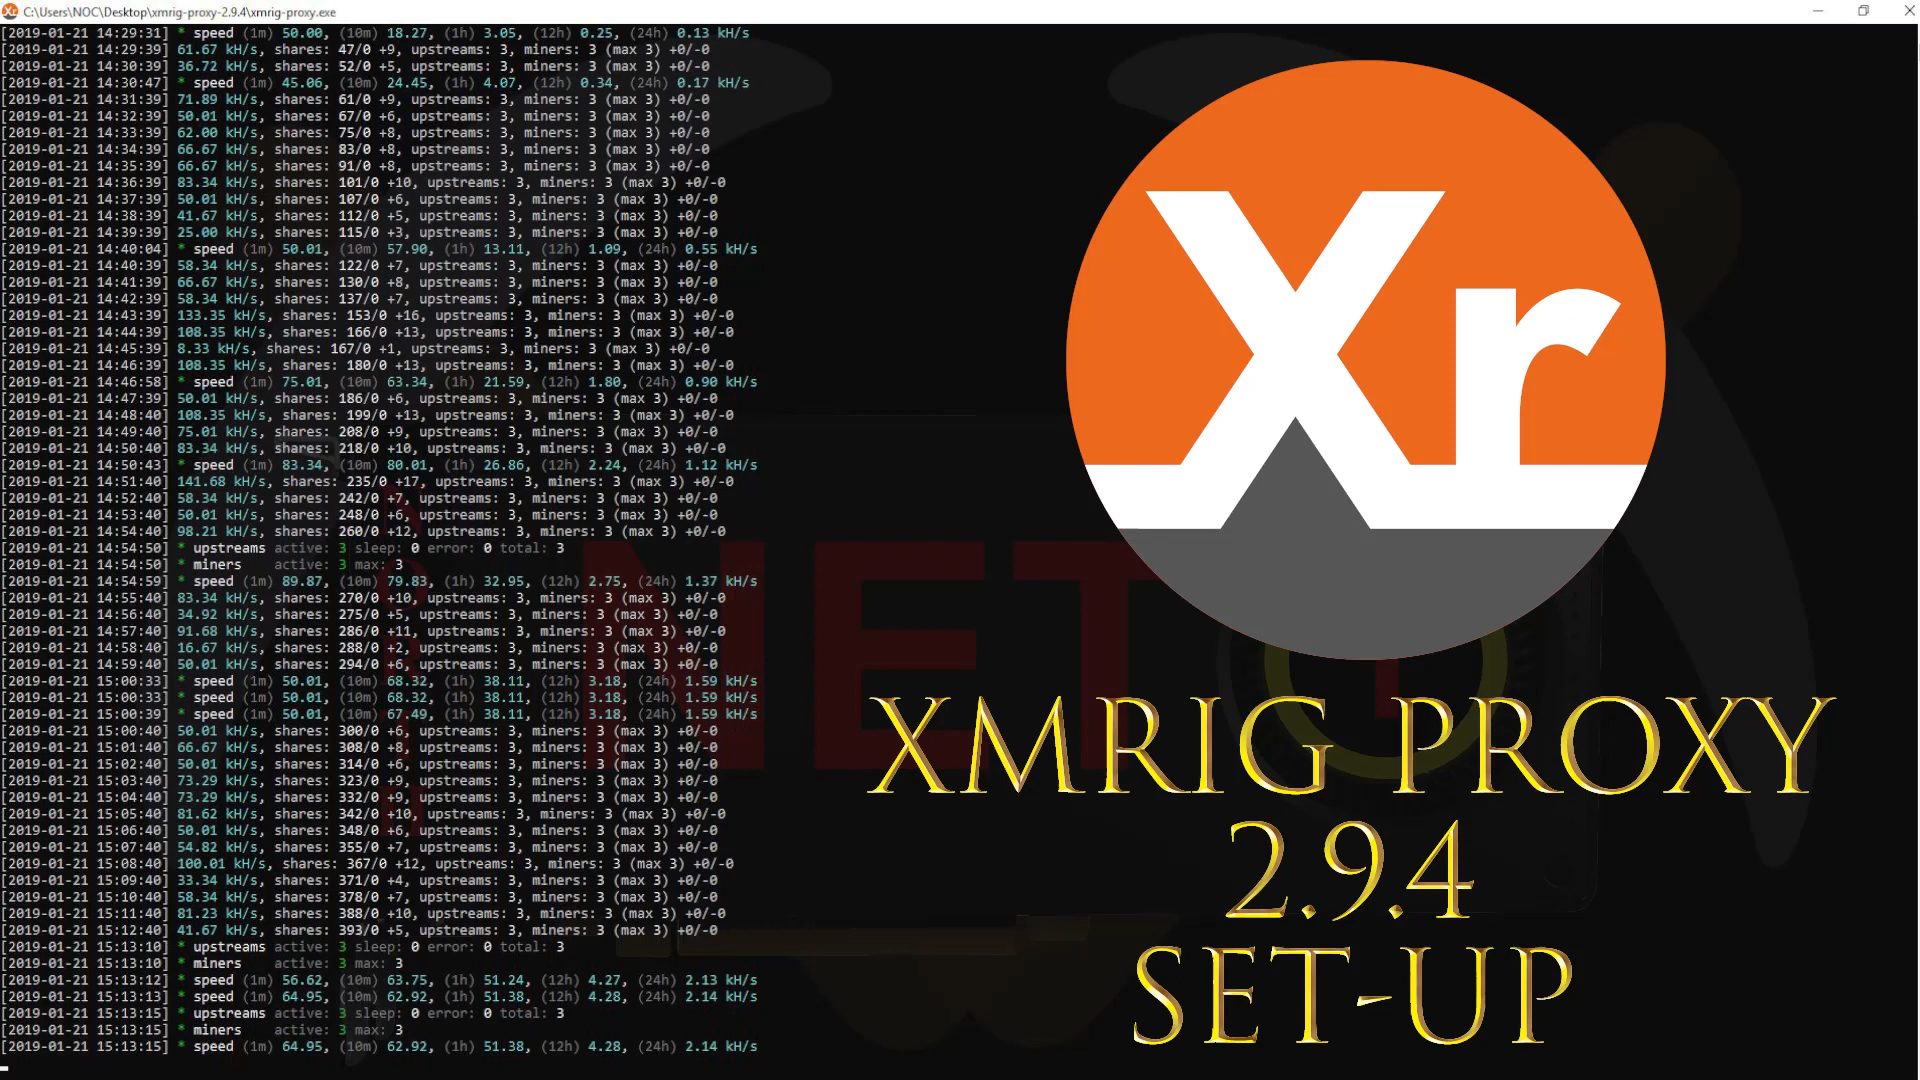 C:\Users\NOC\Desktop\xmrig-proxy-2.9.4\xmrig-proxy.exe
[2019-01-21 14:29:31] * speed (1m) 50.00, (10m) 18.27, (1h) 3.05, (12h) 0.25, (24h) 0.13 kH/s
[2019-01-21 14:29:39] 61.67 kH/s, shares: 47/0 +9, upstreams: 3, miners: 3 (max 3) +0/-0
[2019-01-21 14:30:39] 36.72 kH/s, shares: 52/0 +5, upstreams: 3, miners: 3 (max 3) +0/-0
[2019-01-21 14:30:47] * speed (1m) 45.06, (10m) 24.45, (1h) 4.07, (12h) 0.34, (24h) 0.17 kH/s
[2019-01-21 14:31:39] 71.89 kH/s, shares: 61/0 +9, upstreams: 3, miners: 3 (max 3) +0/-0
[2019-01-21 14:32:39] 50.01 kH/s, shares: 67/0 +6, upstreams: 3, miners: 3 (max 3) +0/-0
[2019-01-21 14:33:39] 62.00 kH/s, shares: 75/0 +8, upstreams: 3, miners: 3 (max 3) +0/-0
[2019-01-21 14:34:39] 66.67 kH/s, shares: 83/0 +8, upstreams: 3, miners: 3 (max 3) +0/-0
[2019-01-21 14:35:39] 66.67 kH/s, shares: 91/0 +8, upstreams: 3, miners: 3 (max 3) +0/-0
[2019-01-21 14:36:39] 83.34 kH/s, shares: 101/0 +10, upstreams: 3, miners: 3 (max 3) +0/-0
[2019-01-21 14:37:39] 50.01 kH/s, shares: 107/0 +6, upstreams: 3, miners: 3 (max 3) +0/-0
[2019-01-21 14:38:39] 41.67 kH/s, shares: 112/0 +5, upstreams: 3, miners: 3 (max 3) +0/-0
[2019-01-21 14:39:39] 25.00 kH/s, shares: 115/0 +3, upstreams: 3, miners: 3 (max 3) +0/-0
[2019-01-21 14:40:04] * speed (1m) 50.01, (10m) 57.90, (1h) 13.11, (12h) 1.09, (24h) 0.55 kH/s
[2019-01-21 14:40:39] 58.34 kH/s, shares: 122/0 +7, upstreams: 3, miners: 3 (max 3) +0/-0
[2019-01-21 14:41:39] 66.67 kH/s, shares: 130/0 +8, upstreams: 3, miners: 3 (max 3) +0/-0
[2019-01-21 14:42:39] 58.34 kH/s, shares: 137/0 +7, upstreams: 3, miners: 3 (max 3) +0/-0
[2019-01-21 14:43:39] 133.35 kH/s, shares: 153/0 +16, upstreams: 3, miners: 3 (max 3) +0/-0
[2019-01-21 14:44:39] 108.35 kH/s, shares: 166/0 +13, upstreams: 3, miners: 3 (max 3) +0/-0
[2019-01-21 14:45:39] 8.33 kH/s, shares: 167/0 +1, upstreams: 3, miners: 3 (max 3) +0/-0
[2019-01-21 14:46:39] 108.35 kH/s, shares: 180/0 +13, upstreams: 3, miners: 3 (max 3) +0/-0
[2019-01-21 14:46:58] * speed (1m) 75.01, (10m) 63.34, (1h) 21.59, (12h) 1.80, (24h) 0.90 kH/s
[2019-01-21 14:47:39] 50.01 kH/s, shares: 186/0 +6, upstreams: 3, miners: 3 (max 3) +0/-0
[2019-01-21 14:48:40] 108.35 kH/s, shares: 199/0 +13, upstreams: 3, miners: 3 (max 3) +0/-0
[2019-01-21 14:49:40] 75.01 kH/s, shares: 208/0 +9, upstreams: 3, miners: 3 (max 3) +0/-0
[2019-01-21 14:50:40] 83.34 kH/s, shares: 218/0 +10, upstreams: 3, miners: 3 (max 3) +0/-0
[2019-01-21 14:50:43] * speed (1m) 83.34, (10m) 80.01, (1h) 26.86, (12h) 2.24, (24h) 1.12 kH/s
[2019-01-21 14:51:40] 141.68 kH/s, shares: 235/0 +17, upstreams: 3, miners: 3 (max 3) +0/-0
[2019-01-21 14:52:40] 58.34 kH/s, shares: 242/0 +7, upstreams: 3, miners: 3 (max 3) +0/-0
[2019-01-21 14:53:40] 50.01 kH/s, shares: 248/0 +6, upstreams: 3, miners: 3 (max 3) +0/-0
[2019-01-21 14:54:40] 98.21 kH/s, shares: 260/0 +12, upstreams: 3, miners: 3 (max 3) +0/-0
[2019-01-21 14:54:50] * upstreams active: 3 sleep: 0 error: 0 total: 3
[2019-01-21 14:54:50] * miners    active: 3 max: 3
[2019-01-21 14:54:59] * speed (1m) 89.87, (10m) 79.83, (1h) 32.95, (12h) 2.75, (24h) 1.37 kH/s
[2019-01-21 14:55:40] 83.34 kH/s, shares: 270/0 +10, upstreams: 3, miners: 3 (max 3) +0/-0
[2019-01-21 14:56:40] 34.92 kH/s, shares: 275/0 +5, upstreams: 3, miners: 3 (max 3) +0/-0
[2019-01-21 14:57:40] 91.68 kH/s, shares: 286/0 +11, upstreams: 3, miners: 3 (max 3) +0/-0
[2019-01-21 14:58:40] 16.67 kH/s, shares: 288/0 +2, upstreams: 3, miners: 3 (max 3) +0/-0
[2019-01-21 14:59:40] 50.01 kH/s, shares: 294/0 +6, upstreams: 3, miners: 3 (max 3) +0/-0
[2019-01-21 15:00:33] * speed (1m) 50.01, (10m) 68.32, (1h) 38.11, (12h) 3.18, (24h) 1.59 kH/s
[2019-01-21 15:00:33] * speed (1m) 50.01, (10m) 68.32, (1h) 38.11, (12h) 3.18, (24h) 1.59 kH/s
[2019-01-21 15:00:39] * speed (1m) 50.01, (10m) 67.49, (1h) 38.11, (12h) 3.18, (24h) 1.59 kH/s
[2019-01-21 15:00:40] 50.01 kH/s, shares: 300/0 +6, upstreams: 3, miners: 3 (max 3) +0/-0
[2019-01-21 15:01:40] 66.67 kH/s, shares: 308/0 +8, upstreams: 3, miners: 3 (max 3) +0/-0
[2019-01-21 15:02:40] 50.01 kH/s, shares: 314/0 +6, upstreams: 3, miners: 3 (max 3) +0/-0
[2019-01-21 15:03:40] 73.29 kH/s, shares: 323/0 +9, upstreams: 3, miners: 3 (max 3) +0/-0
[2019-01-21 15:04:40] 73.29 kH/s, shares: 332/0 +9, upstreams: 3, miners: 3 (max 3) +0/-0
[2019-01-21 15:05:40] 81.62 kH/s, shares: 342/0 +10, upstreams: 3, miners: 3 (max 3) +0/-0
[2019-01-21 15:06:40] 50.01 kH/s, shares: 348/0 +6, upstreams: 3, miners: 3 (max 3) +0/-0
[2019-01-21 15:07:40] 54.82 kH/s, shares: 355/0 +7, upstreams: 3, miners: 3 (max 3) +0/-0
[2019-01-21 15:08:40] 100.01 kH/s, shares: 367/0 +12, upstreams: 3, miners: 3 (max 3) +0/-0
[2019-01-21 15:09:40] 33.34 kH/s, shares: 371/0 +4, upstreams: 3, miners: 3 (max 3) +0/-0
[2019-01-21 15:10:40] 58.34 kH/s, shares: 378/0 +7, upstreams: 3, miners: 3 (max 3) +0/-0
[2019-01-21 15:11:40] 81.23 kH/s, shares: 388/0 +10, upstreams: 3, miners: 3 (max 3) +0/-0
[2019-01-21 15:12:40] 41.67 kH/s, shares: 393/0 +5, upstreams: 3, miners: 3 (max 3) +0/-0
[2019-01-21 15:13:10] * upstreams active: 3 sleep: 0 error: 0 total: 3
[2019-01-21 15:13:10] * miners    active: 3 max: 3
[2019-01-21 15:13:12] * speed (1m) 56.62, (10m) 63.75, (1h) 51.24, (12h) 4.27, (24h) 2.13 kH/s
[2019-01-21 15:13:13] * speed (1m) 64.95, (10m) 62.92, (1h) 51.38, (12h) 4.28, (24h) 2.14 kH/s
[2019-01-21 15:13:15] * upstreams active: 3 sleep: 0 error: 0 total: 3
[2019-01-21 15:13:15] * miners    active: 3 max: 3
[2019-01-21 15:13:15] * speed (1m) 64.95, (10m) 62.92, (1h) 51.38, (12h) 4.28, (24h) 2.14 kH/s
Xr
NET
XMRIG PROXY
2.9.4
SET-UP